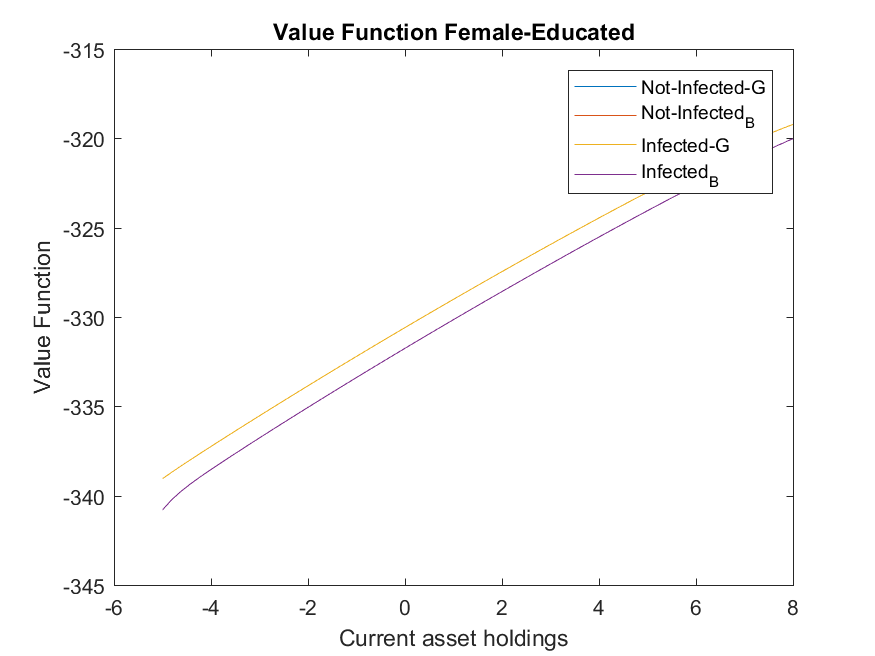 Value Function Female-Educated
-315
-320
-325
-330
-335
-340
-345
Value Function
Not-Infected-G
Not-Infected_B
Infected-G
Infected_B
-6
-4
-2
0
2
4
6
8
Current asset holdings